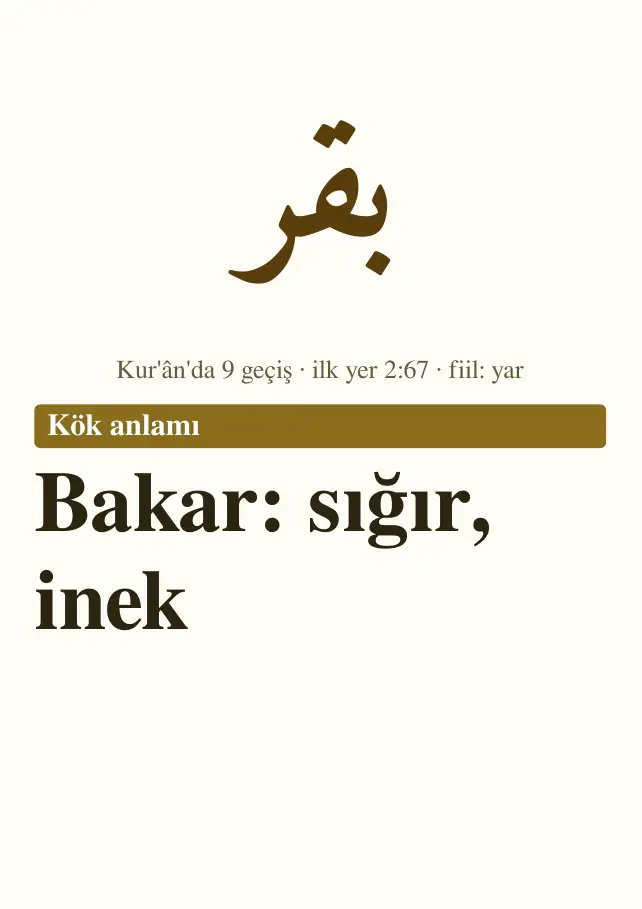 بقر
Kur'ân'da 9 geçiş · ilk yer 2:67 · fiil: yar
Kök anlamı
Bakar: sığır,
inek